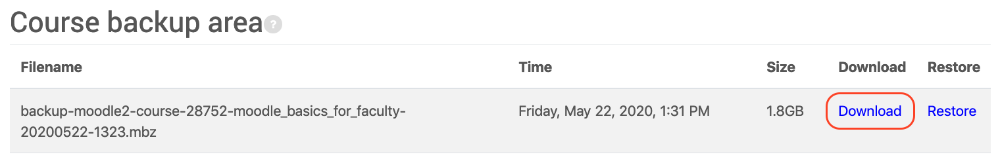 Course backup area ?
Filename Time Size Download Restore
backup-moodle2-course-28752-moodle_basics_for_faculty- Friday, May 22, 2020, 1:31 PM 1.8GB Download Restore
20200522-1323.mbz